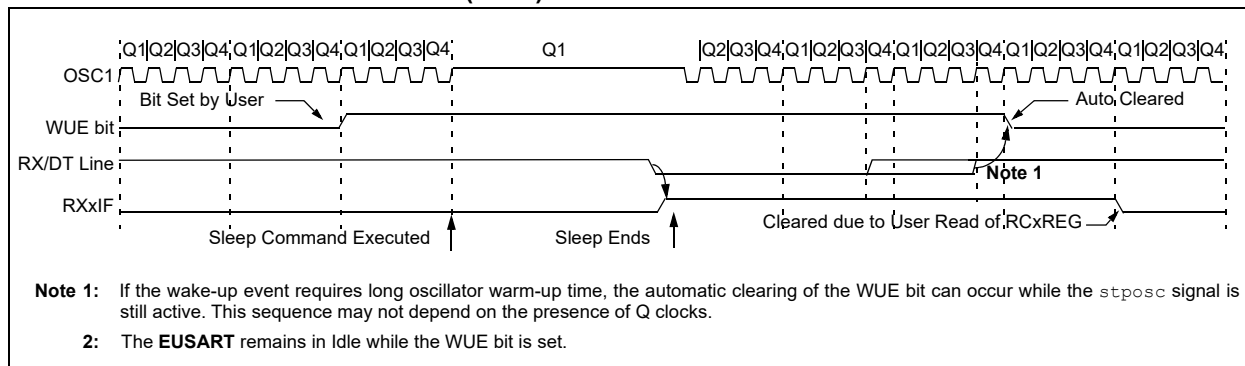 Q1|Q2|Q3|Q4|Q1|Q2|Q3|Q4|Q1|Q2|Q3|Q4 Q1 Q2|Q3|Q4|Q1|Q2|Q3|Q4|Q1|Q2|Q3|Q4|Q1|Q2|Q3|Q4|Q1|Q2|Q3|Q4
OSC1
Bit Set by User Auto Cleared
WUE bit
RX/DT Line
Note 1
RXxIF
Cleared due to User Read of RCxREG
Sleep Command Executed Sleep Ends
Note 1: If the wake-up event requires long oscillator warm-up time, the automatic clearing of the WUE bit can occur while the stposc signal is
still active. This sequence may not depend on the presence of Q clocks.
2: The EUSART remains in Idle while the WUE bit is set.